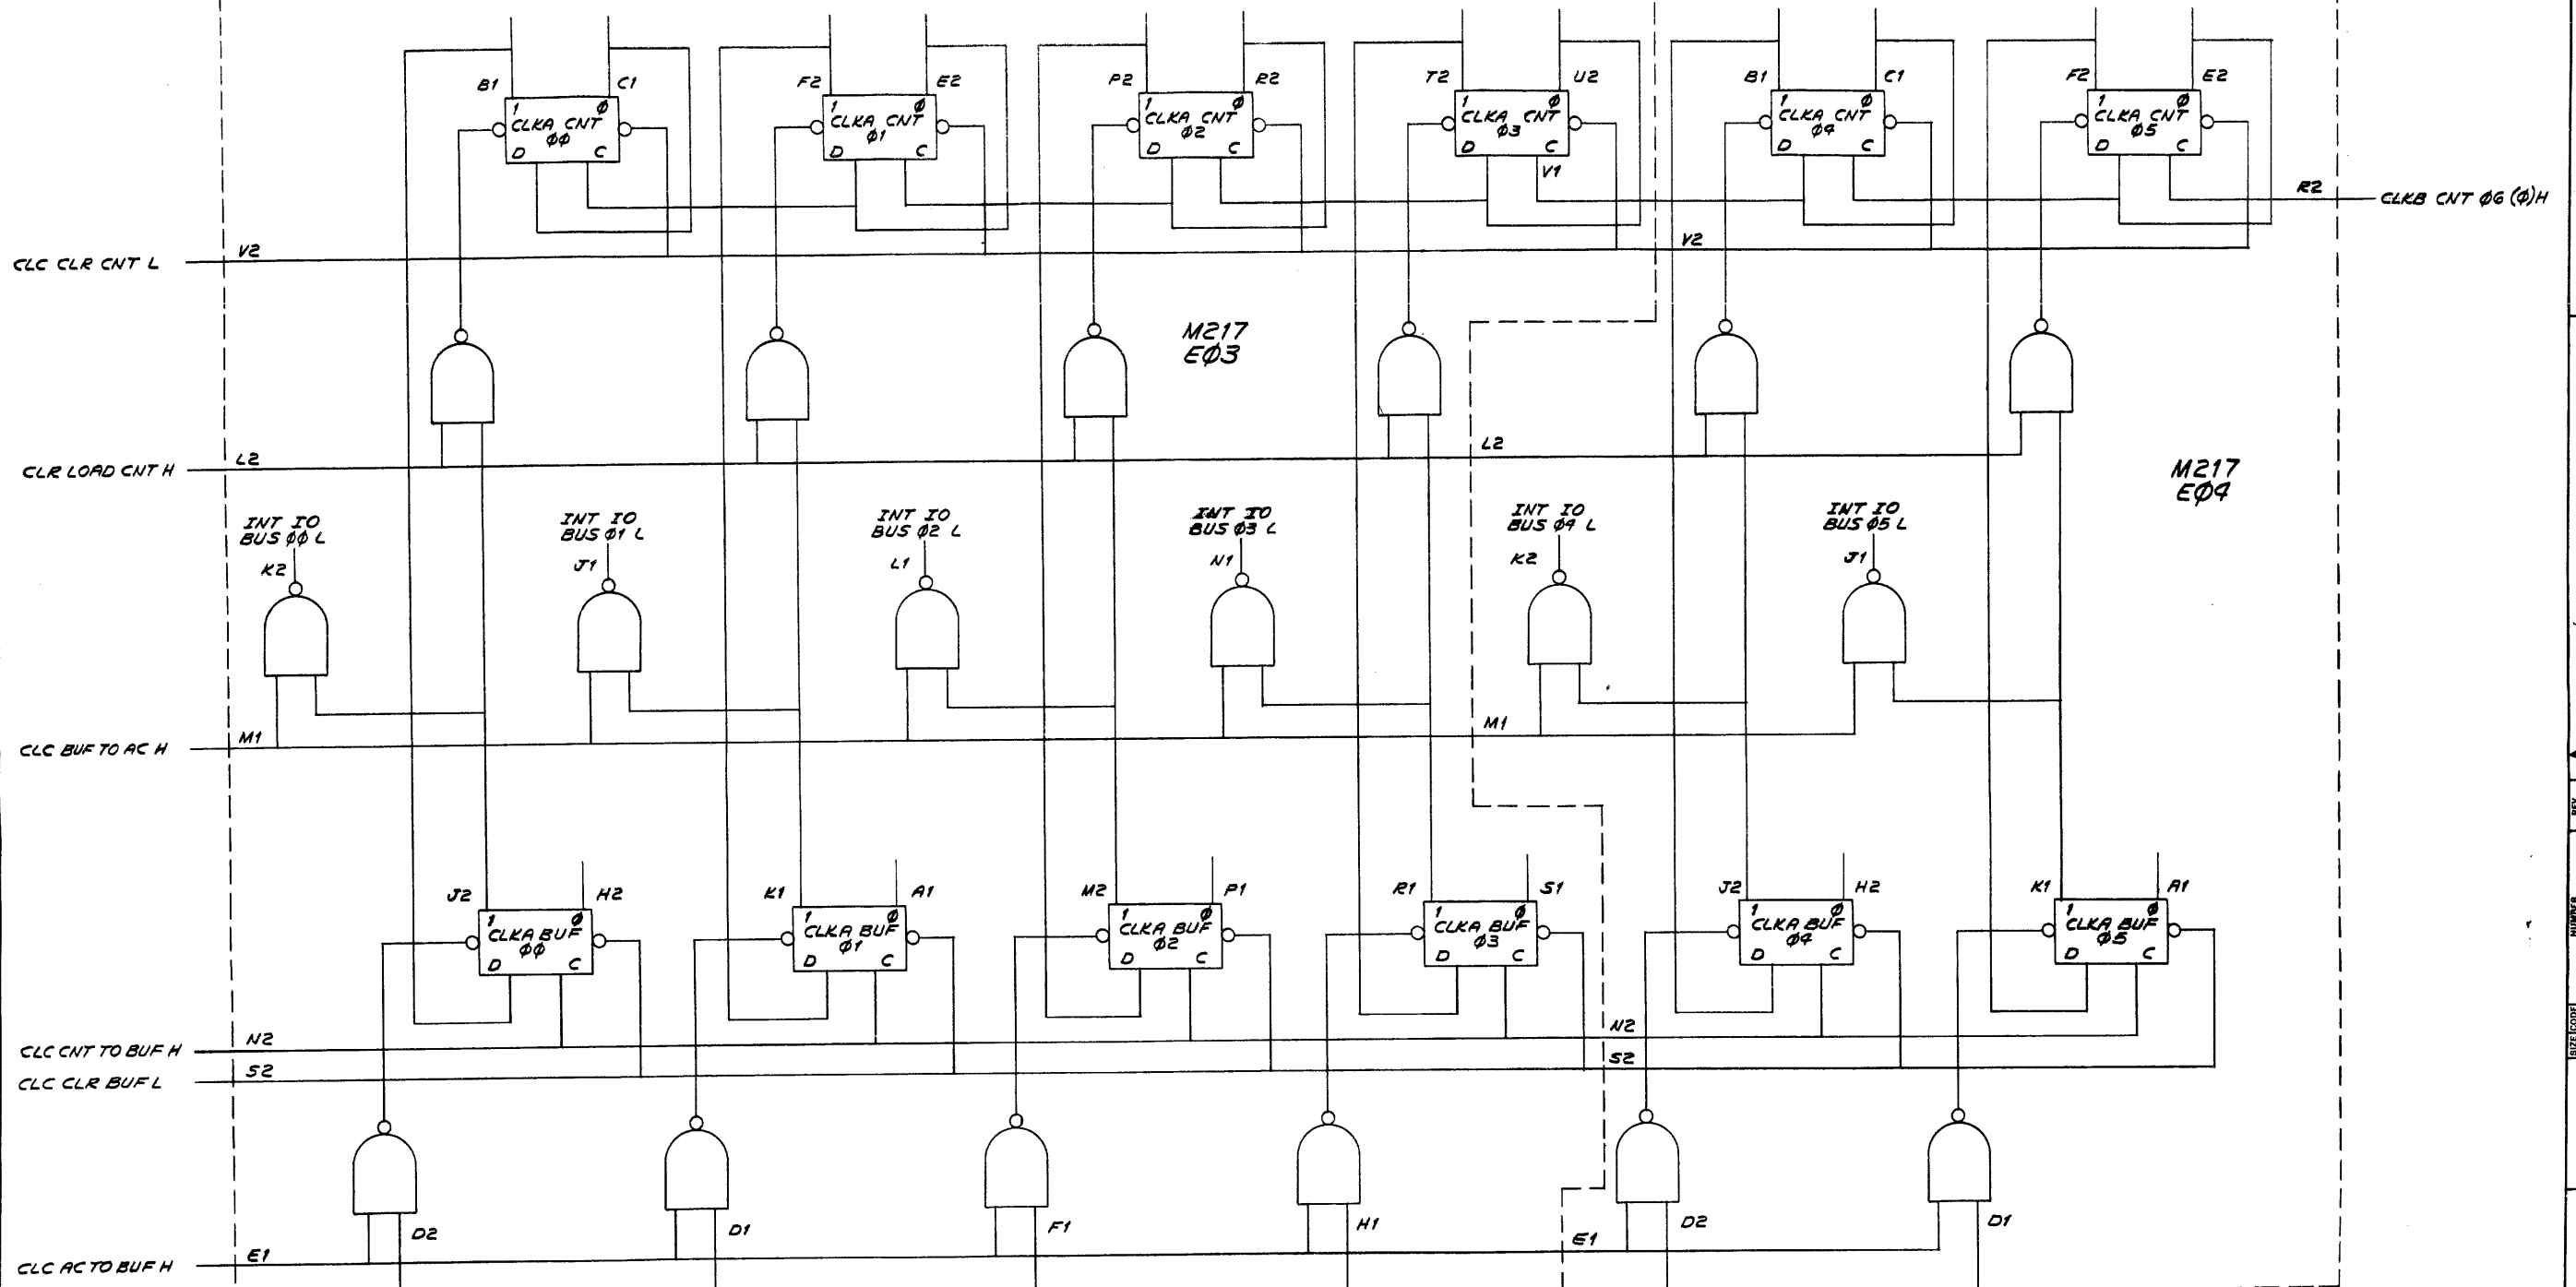 B1 C1 F2 E2 P2 R2 T2 U2 B1 C1 F2 E2
1 Ø 1 Ø 1 Ø 1 Ø 1 Ø 1 Ø
CLKA CNT CLKA CNT CLKA CNT CLKA CNT CLKA CNT CLKA CNT
ØØ Ø1 Ø2 Ø3 Ø4 Ø5
D C D C D C D C D C D C
V1
R2 CLKB CNT Ø6 (Ø)H
CLC CLR CNT L V2 V2
M217
EØ3
CLR LOAD CNT H L2 L2
M217
EØ4
INT IO INT IO INT IO INT IO INT IO INT IO
BUS ØØ L BUS Ø1 L BUS Ø2 L BUS Ø3 L BUS Ø4 L BUS Ø5 L
K2 J1 L1 N1 K2 J1
CLC BUF TO AC H M1 M1
J2 H2 K1 A1 M2 P1 R1 S1 J2 H2 K1 A1
1 Ø 1 Ø 1 Ø 1 Ø 1 Ø 1 Ø
CLKA BUF CLKA BUF CLKA BUF CLKA BUF CLKA BUF CLKA BUF
ØØ Ø1 Ø2 Ø3 Ø4 Ø5
D C D C D C D C D C D C
CLC CNT TO BUF H N2 N2
CLC CLR BUF L S2 S2
D2 D1 F1 H1 D2 D1
CLC AC TO BUF H E1 E1
REV
NUMBER
SIZE CODE